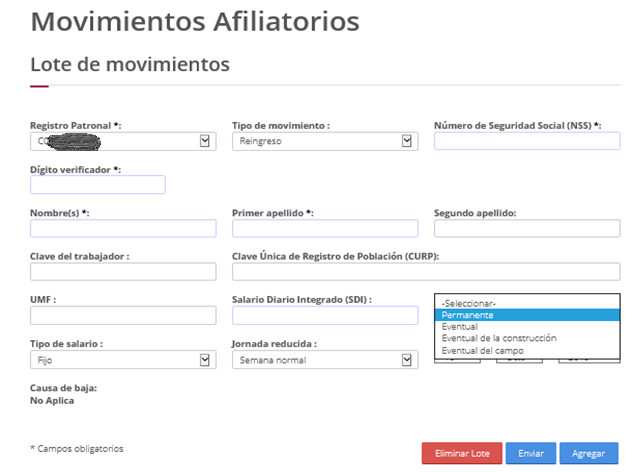 Movimientos Afiliatorios
Lote de movimientos
Registro Patronal *: Tipo de movimiento : Número de Seguridad Social (NSS) *:
Reingreso
Dígito verificador *:
Nombre(s) *: Primer apellido *: Segundo apellido:
Clave del trabajador : Clave Única de Registro de Población (CURP):
UMF : Salario Diario Integrado (SDI) :
-Seleccionar-
Permanente
Eventual
Eventual de la construcción
Eventual del campo
Tipo de salario : Jornada reducida :
Fijo Semana normal
Causa de baja:
No Aplica
* Campos obligatorios
Eliminar Lote Enviar Agregar